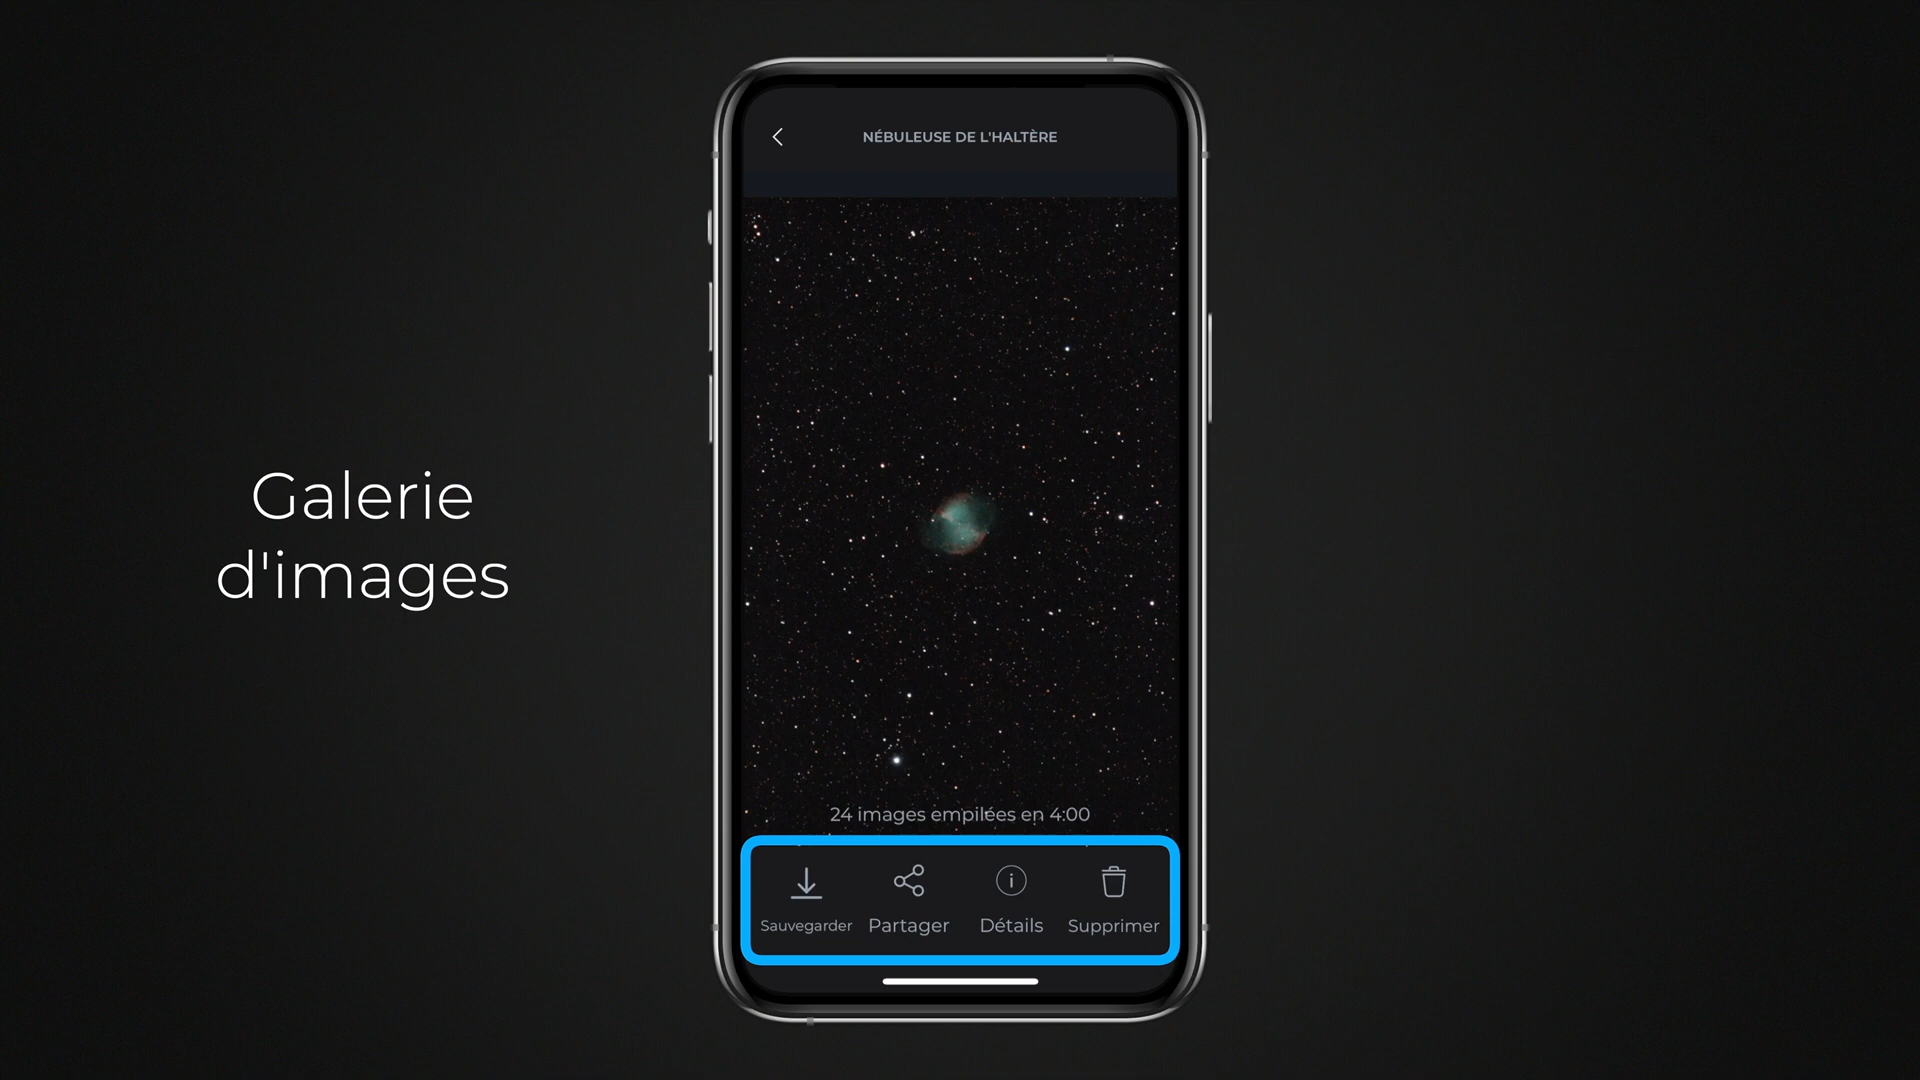 Galerie
d'images
NÉBULEUSE DE L'HALTÈRE
24 images empilées en 4:00
Sauvegarder Partager Détails Supprimer